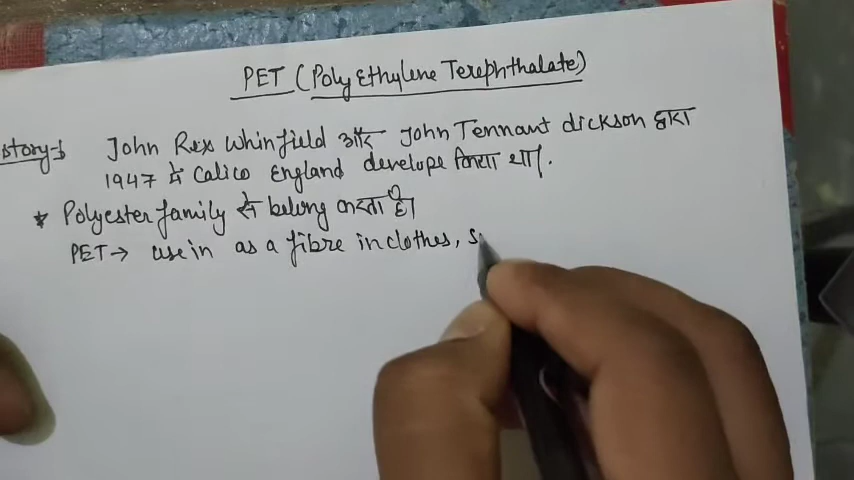 PET (Poly Ethylene Terephthalate)
story:- John Rex Whinfield और John Tennant dickson द्वारा
1947 में Calico England develope किया था।.
* Polyester family से belong करता है।
PET → use in as a fibre in clothes, s